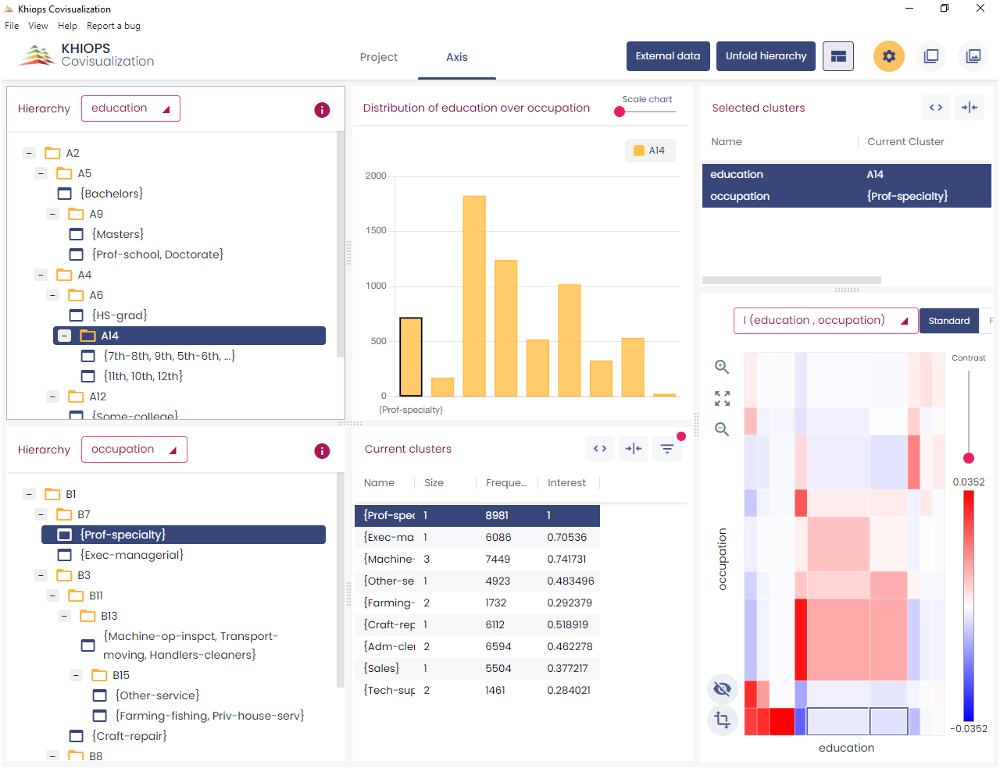 Khiops Covisualization
File View Help Report a bug
KHIOPS
Covisualization
Project
Axis
External data
Unfold hierarchy
Hierarchy
education
A2
A5
{Bachelors}
A9
{Masters}
{Prof-school, Doctorate}
A4
A6
{HS-grad}
A14
{7th-8th, 9th, 5th-6th, ...}
{11th, 10th, 12th}
A12
{Some-college}
Distribution of education over occupation
Scale chart
A14
2000
1500
1000
500
0
{Prof-specialty}
Selected clusters
Name Current Cluster
education A14
occupation {Prof-specialty}
Hierarchy
occupation
B1
B7
{Prof-specialty}
{Exec-managerial}
B3
B11
B13
{Machine-op-inspct, Transport-
moving, Handlers-cleaners}
B15
{Other-service}
{Farming-fishing, Priv-house-serv}
{Craft-repair}
B8
Current clusters
Name Size Freque... Interest
{Prof-spec 1 8981 1
{Exec-ma 1 6086 0.70536
{Machine- 3 7449 0.741731
{Other-se 1 4923 0.483496
{Farming- 2 1732 0.292379
{Craft-rep 1 6112 0.518919
{Adm-cler 2 6594 0.462278
{Sales} 1 5504 0.377217
{Tech-sup 2 1461 0.284021
I (education , occupation)
Standard
F
Contrast
0.0352
-0.0352
occupation
education